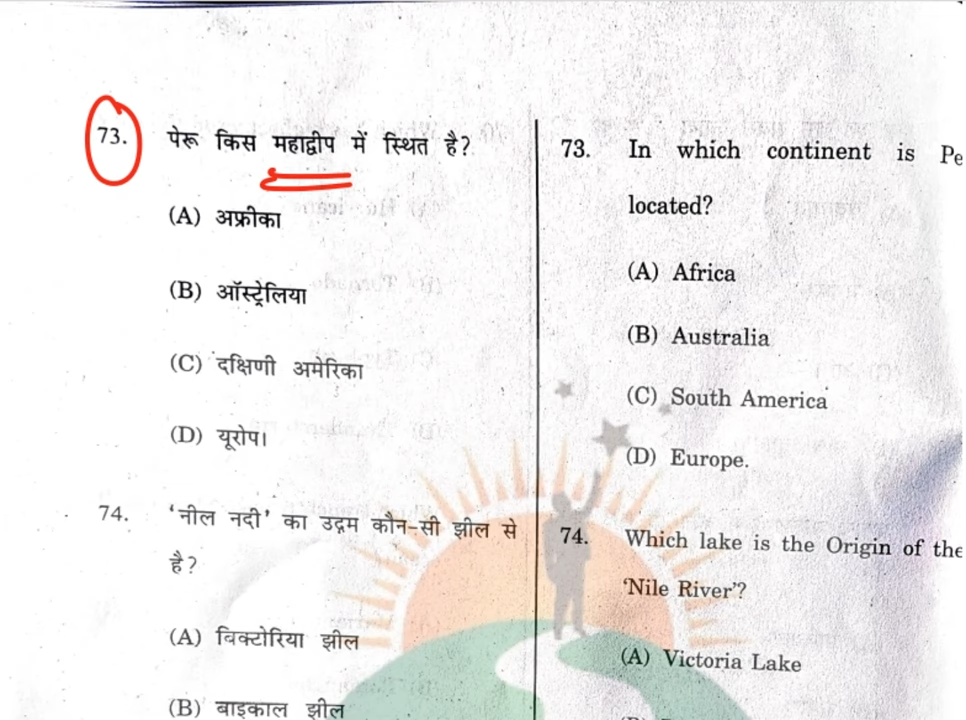 73. पेरू किस महाद्वीप में स्थित है?
(A) अफ्रीका
(B) ऑस्ट्रेलिया
(C) दक्षिणी अमेरिका
(D) यूरोप।
74. 'नील नदी' का उद्गम कौन-सी झील से
है?
(A) विक्टोरिया झील
(B) बाइकाल झील
73. In which continent is Pe
located?
(A) Africa
(B) Australia
(C) South America
(D) Europe.
74. Which lake is the Origin of the
'Nile River'?
(A) Victoria Lake